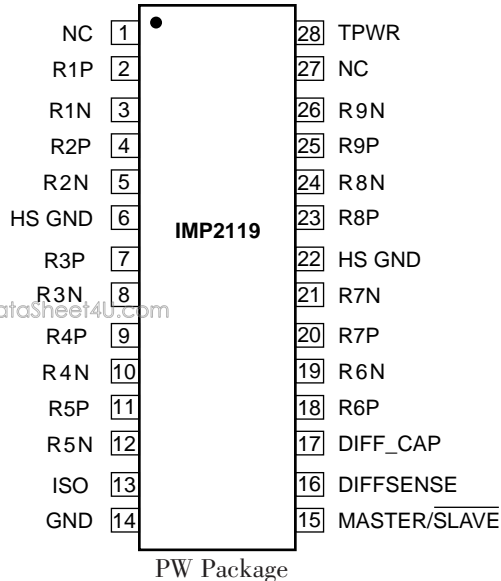 NC 1 28 TPWR
R1P 2 27 NC
R1N 3 26 R9N
R2P 4 25 R9P
R2N 5 24 R8N
HS GND 6 23 R8P
IMP2119
R3P 7 22 HS GND
R3N 8 21 R7N
ataSheet4U.com
R4P 9 20 R7P
R4N 10 19 R6N
R5P 11 18 R6P
R5N 12 17 DIFF_CAP
ISO 13 16 DIFFSENSE
GND 14 15 MASTER/SLAVE
PW Package